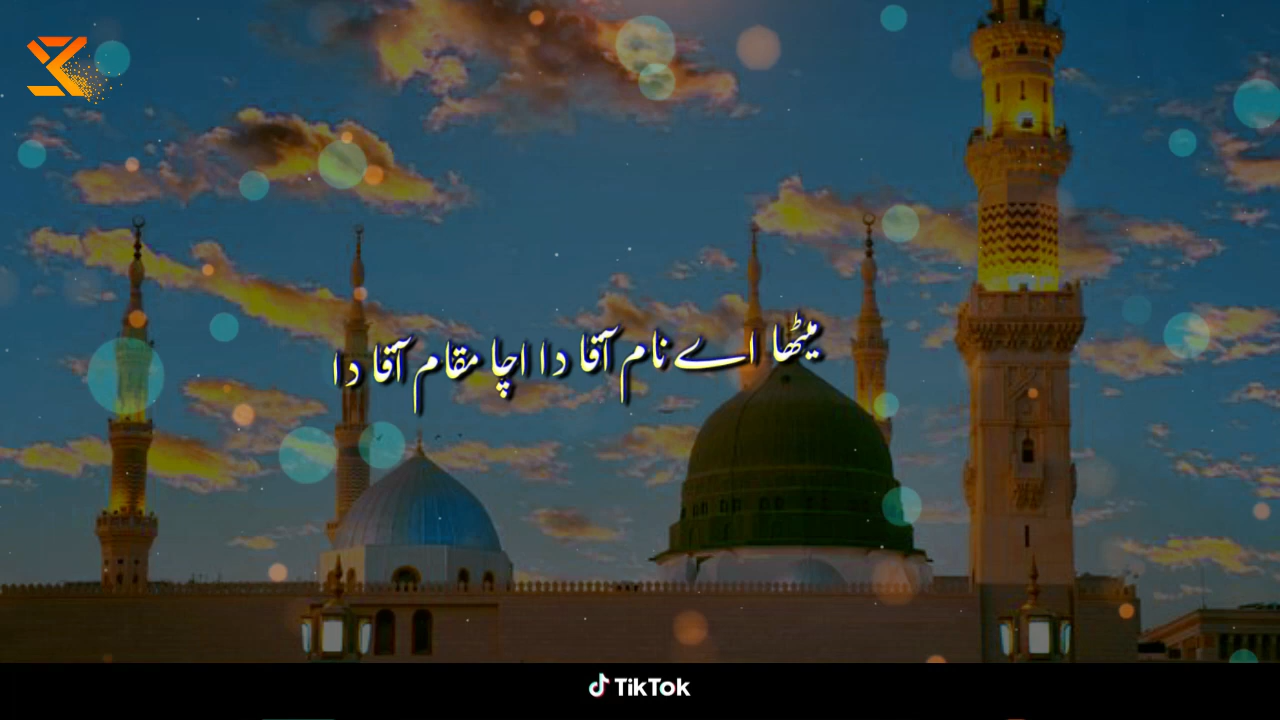 میٹھا اے نام آقا دا اچا مقام آقا دا
TikTok